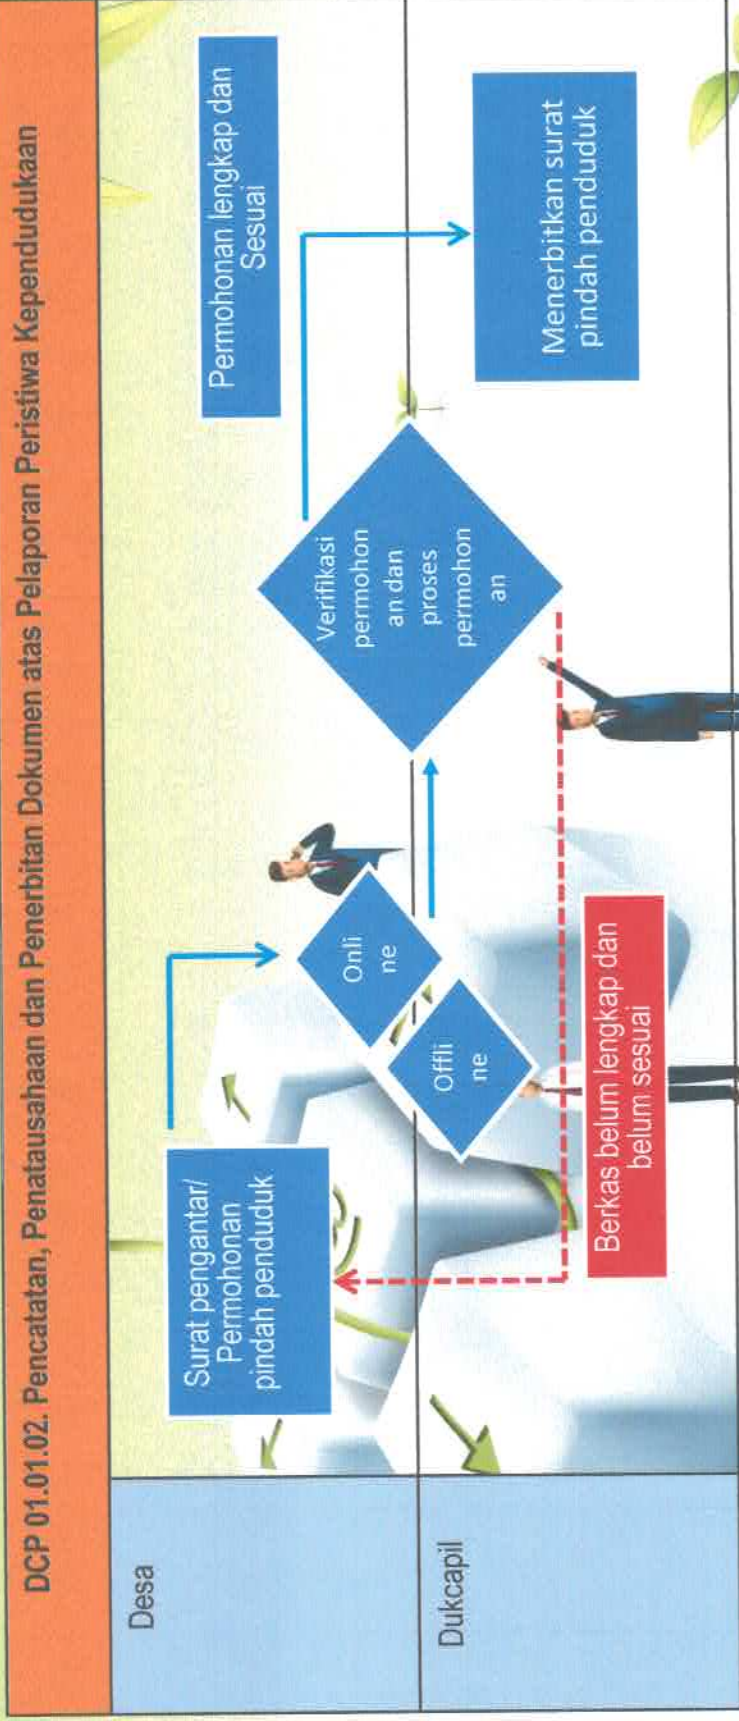 DCP 01.01.02. Pencatatan, Penatausahaan dan Penerbitan Dokumen atas Pelaporan Peristiwa Kependudukaan
Desa
Surat pengantar/
Permohonan
pindah penduduk
Onli
ne
Offli
ne
Verifikasi
permohon
an dan
proses
permohon
an
Permohonan lengkap dan
Sesuai
Dukcapil
Berkas belum lengkap dan
belum sesuai
Menerbitkan surat
pindah penduduk